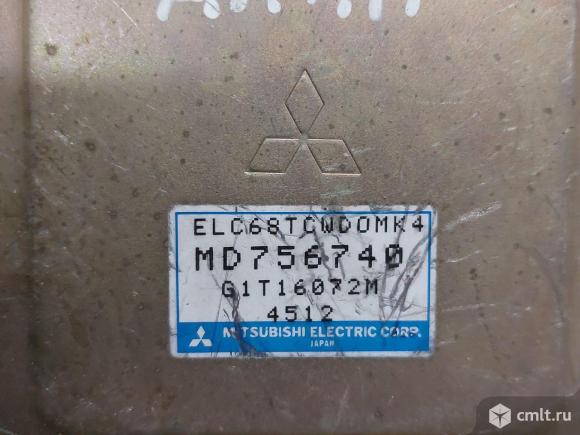 ELC68TCWDOMK4
MD756740
G1T16072M
4512
MITSUBISHI ELECTRIC CORP.
JAPAN
cmlt.ru